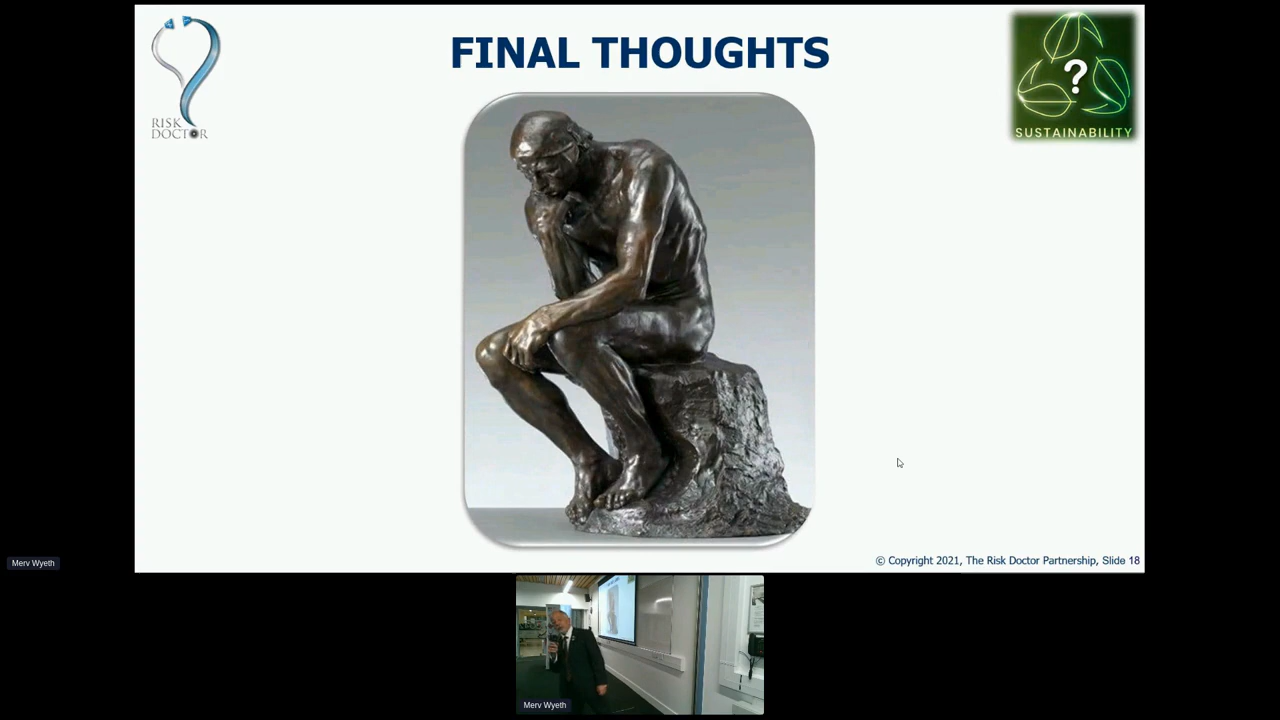 FINAL THOUGHTS
RISK
DOCTOR
?
SUSTAINABILITY
© Copyright 2021, The Risk Doctor Partnership, Slide 18
Merv Wyeth
Merv Wyeth